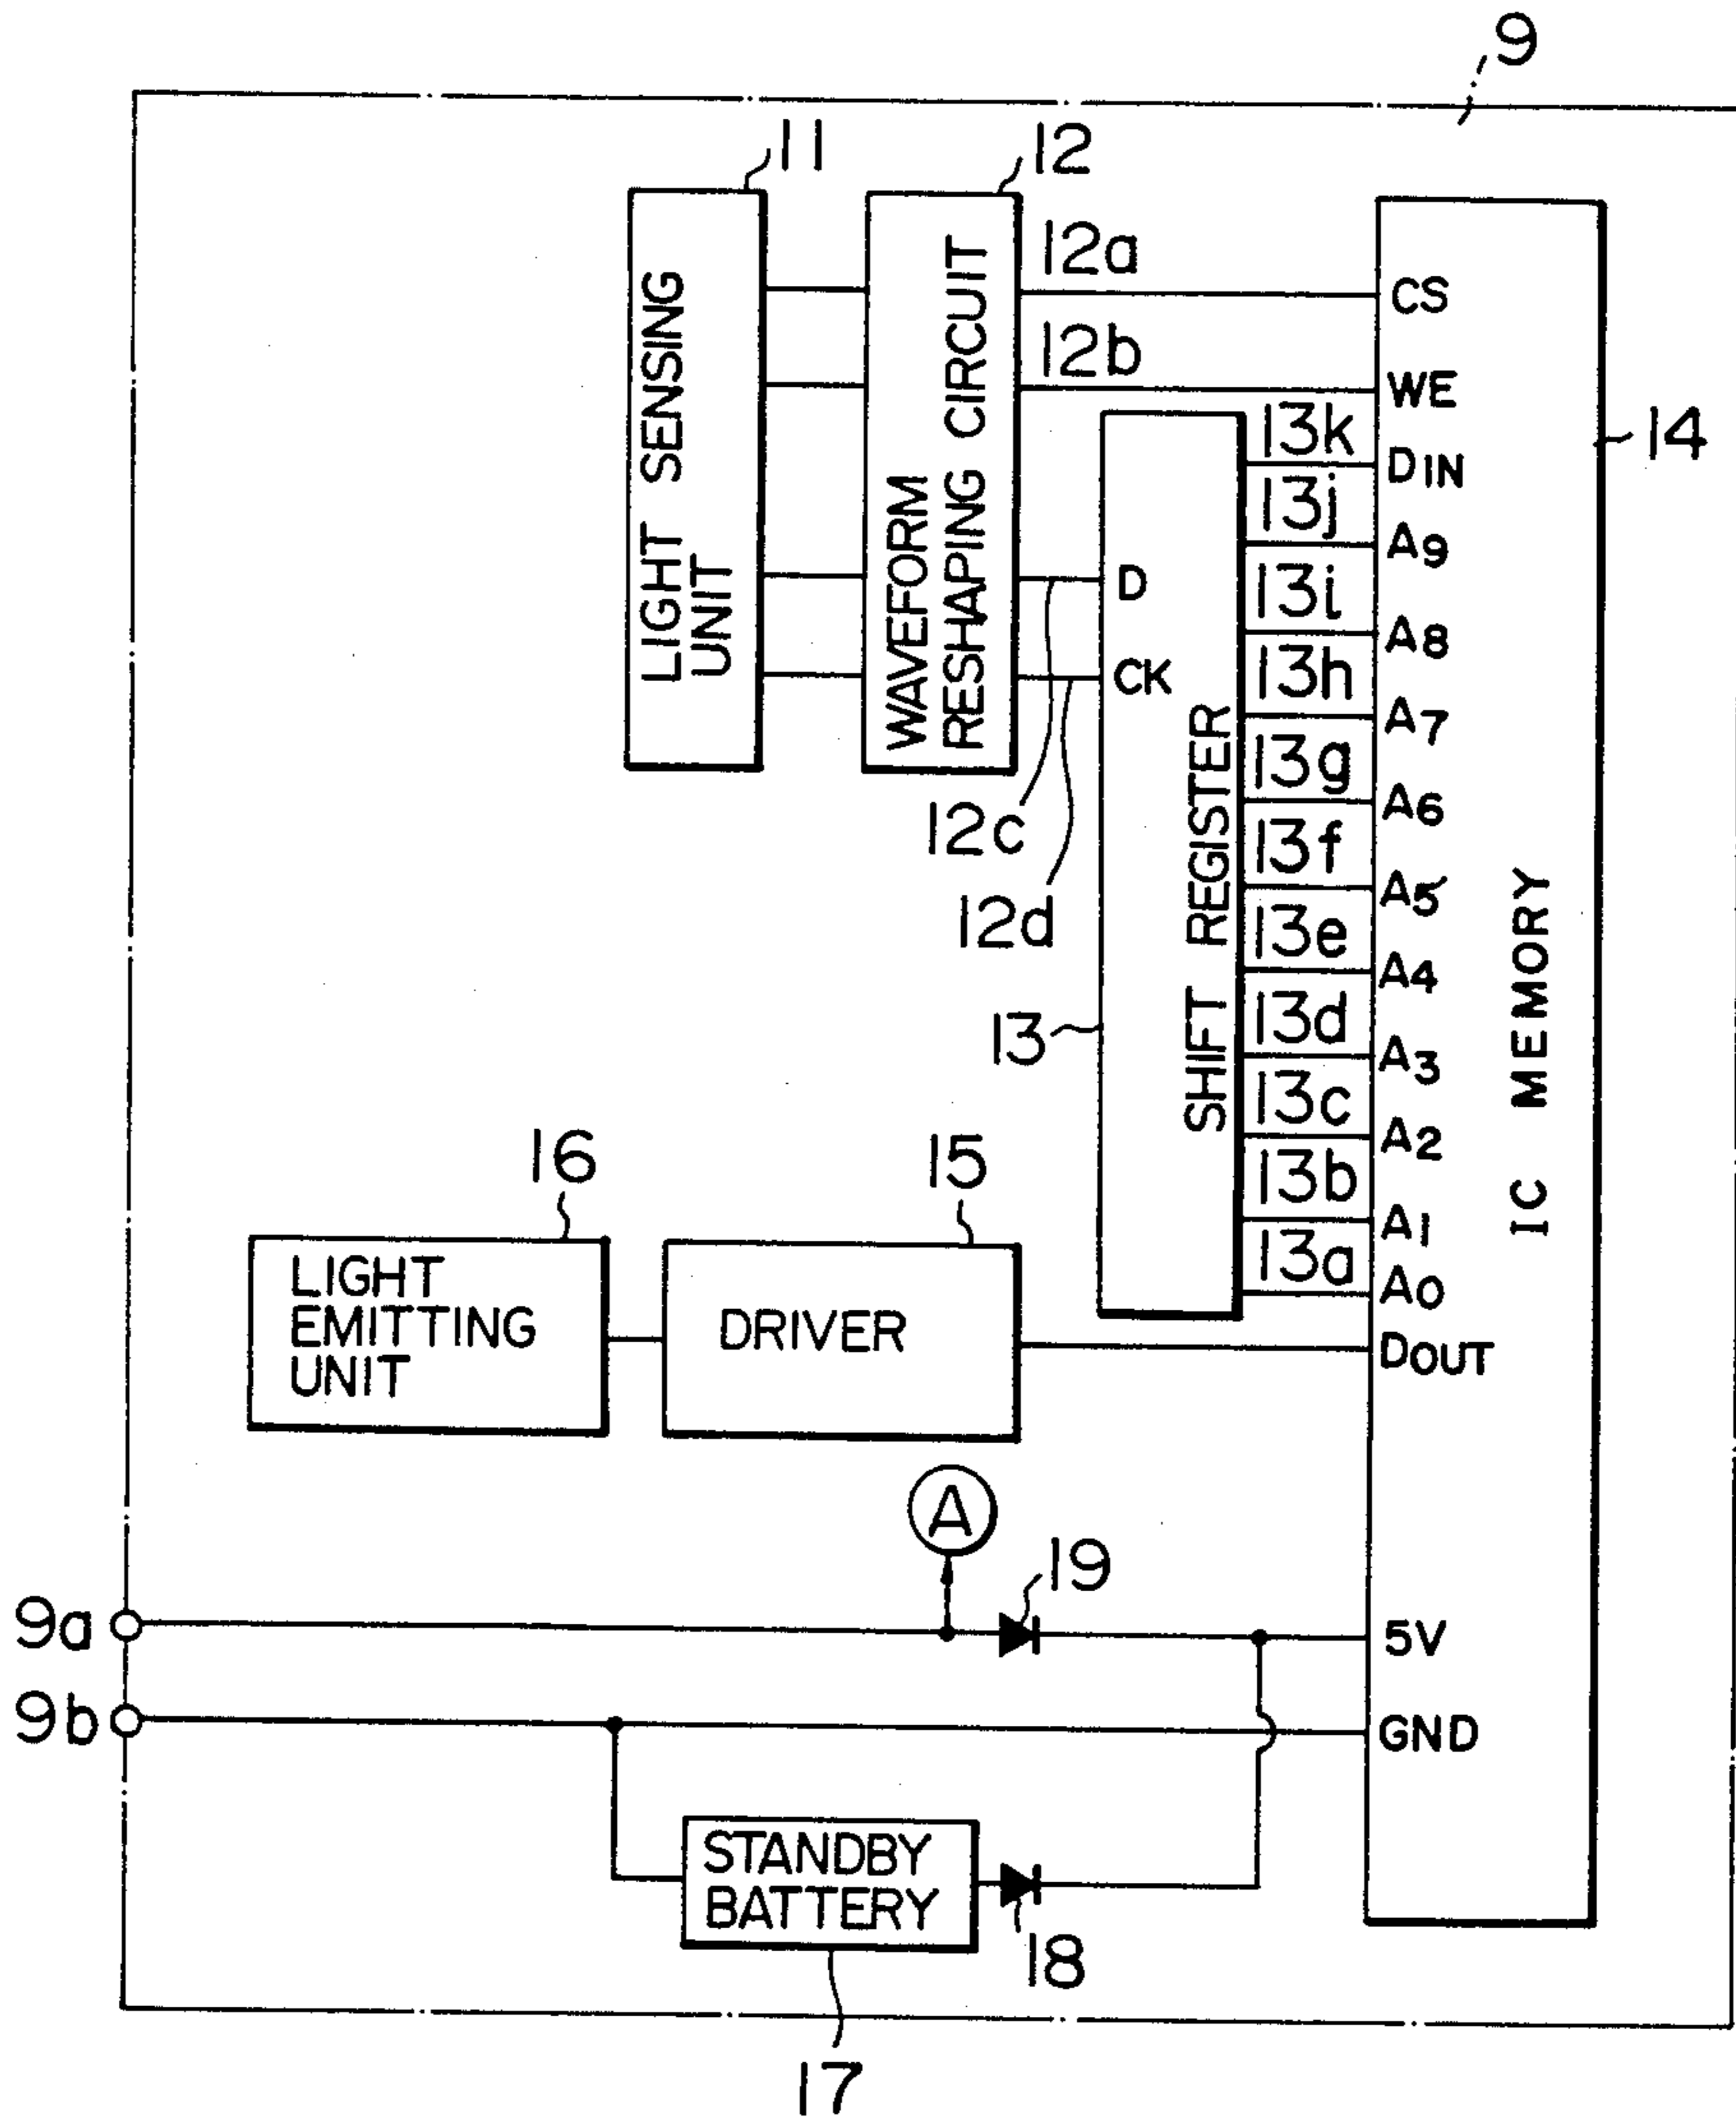 9
11
12
LIGHT SENSING
UNIT
WAVEFORM
RESHAPING CIRCUIT
12a
12b
12c
12d
CS
WE
DIN
A9
A8
A7
A6
A5
A4
A3
A2
A1
A0
DOUT
5V
GND
14
IC MEMORY
D
CK
SHIFT REGISTER
13
13k
13j
13i
13h
13g
13f
13e
13d
13c
13b
13a
16
LIGHT
EMITTING
UNIT
15
DRIVER
A
19
9a
9b
STANDBY
BATTERY
18
17